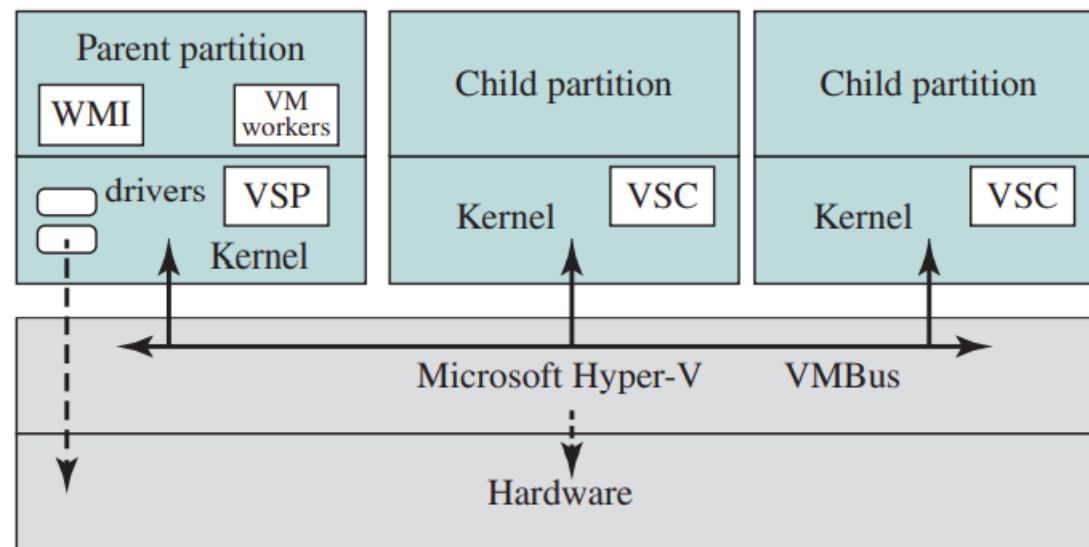 Parent partition
WMI
VM
workers
drivers
VSP
Kernel
Child partition
Kernel
VSC
Child partition
Kernel
VSC
Microsoft Hyper-V
VMBus
Hardware